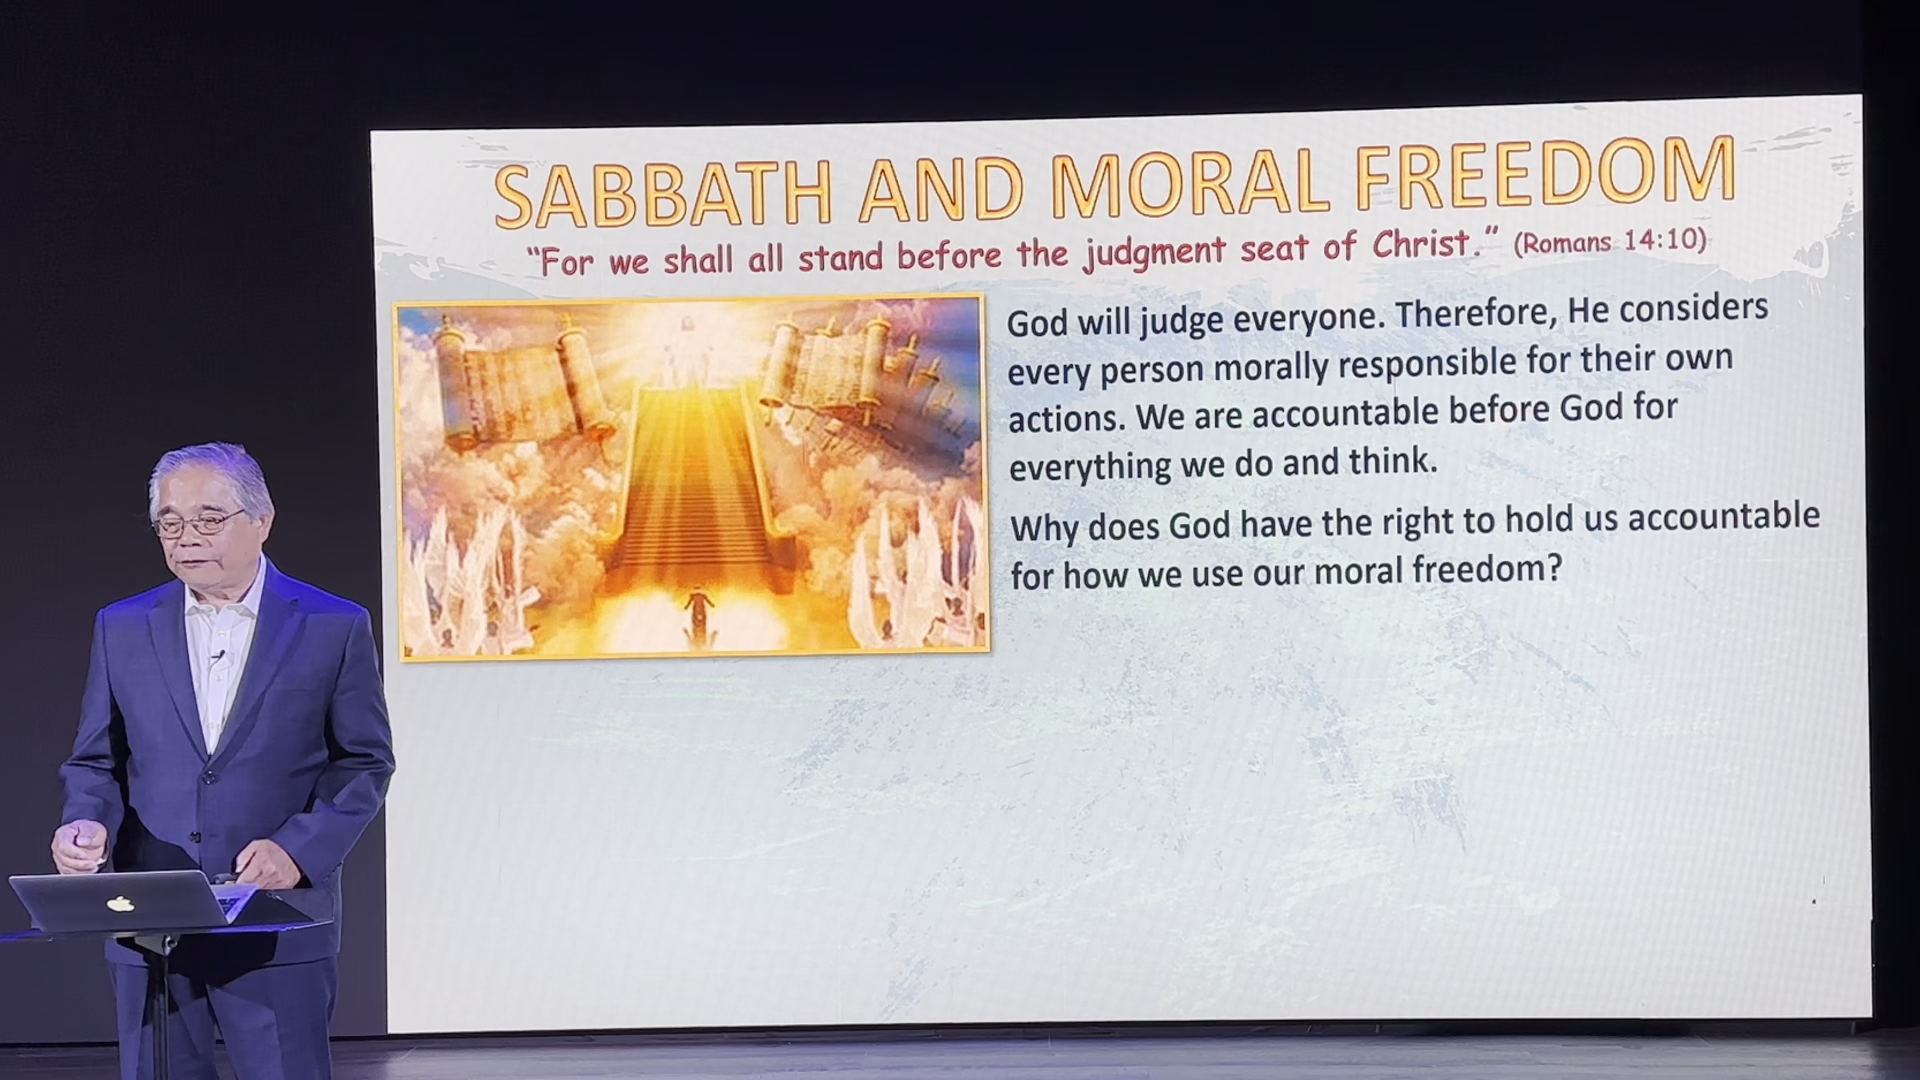 SABBATH AND MORAL FREEDOM
“For we shall all stand before the judgment seat of Christ.” (Romans 14:10)
God will judge everyone. Therefore, He considers
every person morally responsible for their own
actions. We are accountable before God for
everything we do and think.
Why does God have the right to hold us accountable
for how we use our moral freedom?